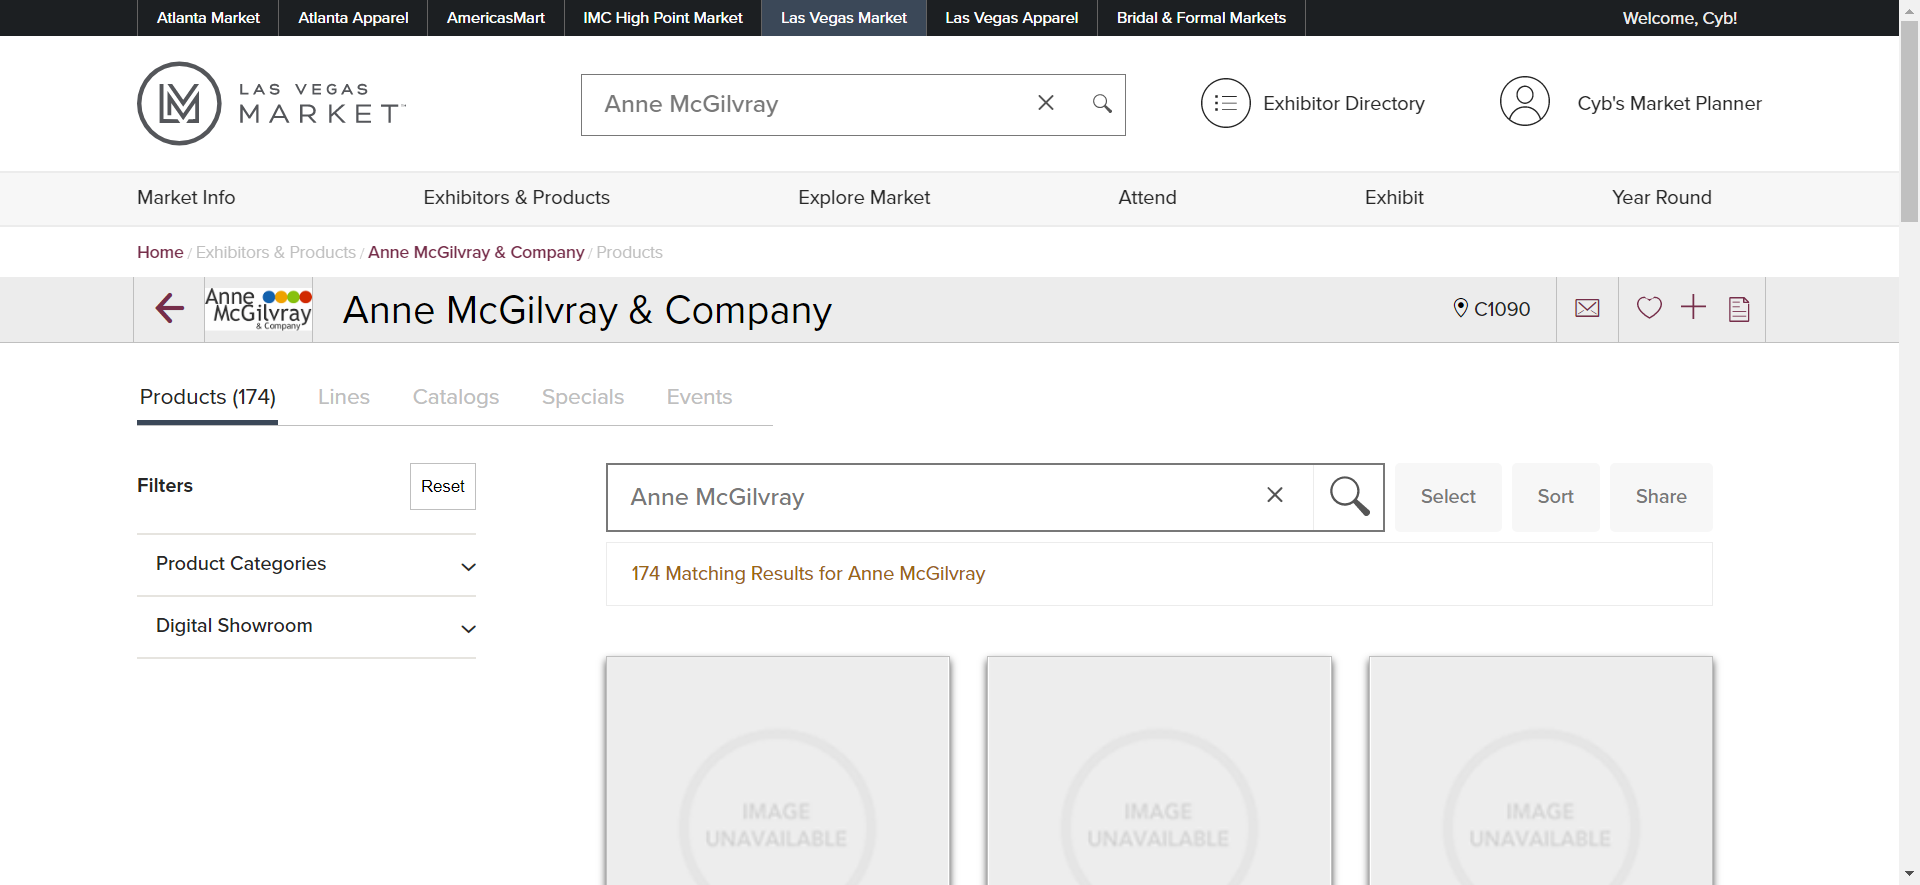 Atlanta Market
Atlanta Apparel
AmericasMart
IMC High Point Market
Las Vegas Market
Las Vegas Apparel
Bridal & Formal Markets
Welcome, Cyb!
LAS VEGAS
MARKET™
Anne McGilvray
Exhibitor Directory
Cyb's Market Planner
Market Info
Exhibitors & Products
Explore Market
Attend
Exhibit
Year Round
Home / Exhibitors & Products / Anne McGilvray & Company / Products
Anne
McGilvray
& Company
Anne McGilvray & Company
C1090
Products (174)
Lines
Catalogs
Specials
Events
Filters
Reset
Anne McGilvray
Select
Sort
Share
Product Categories
174 Matching Results for Anne McGilvray
Digital Showroom
IMAGE
UNAVAILABLE
IMAGE
UNAVAILABLE
IMAGE
UNAVAILABLE